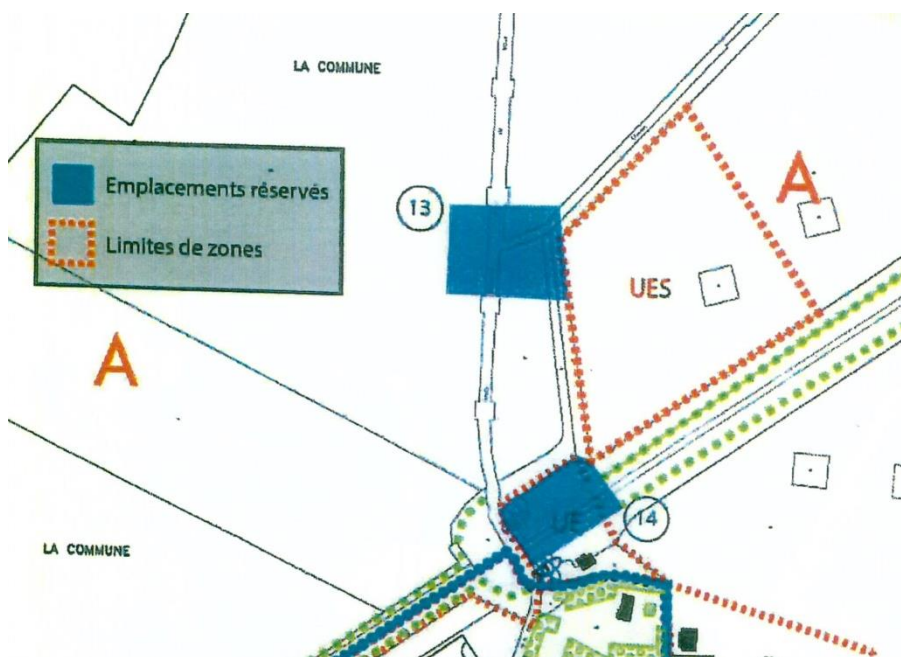 LA COMMUNE
Emplacements réservés
Limites de zones
13
A
UES
A
UE
14
LA COMMUNE